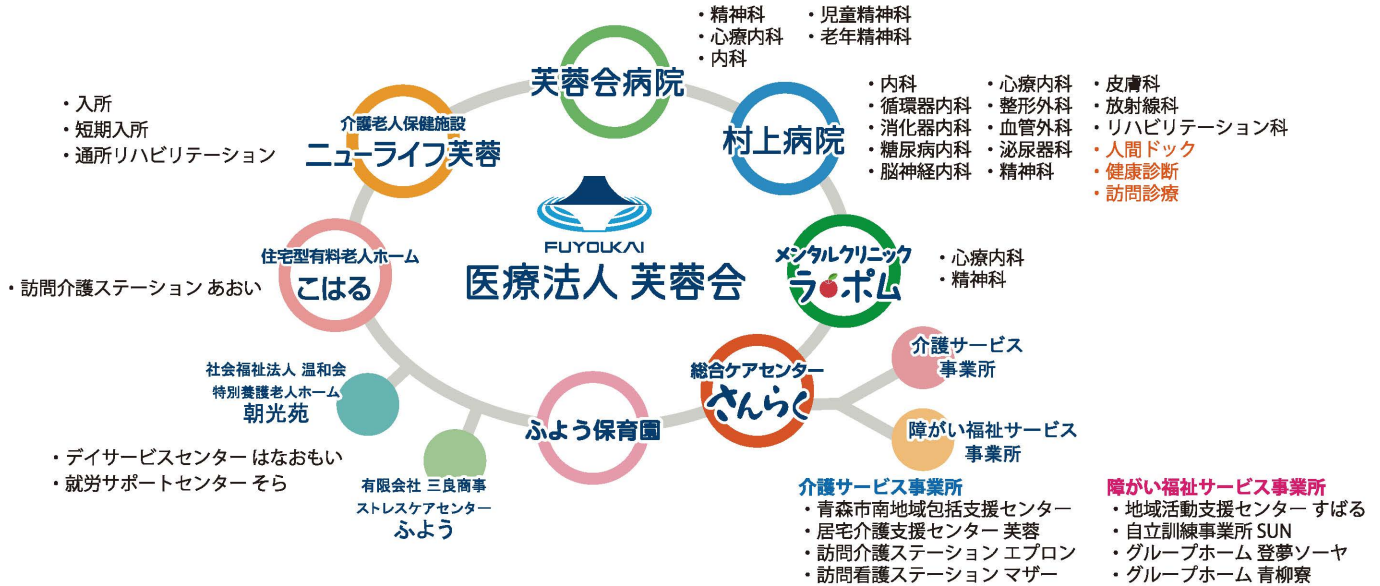 ・精神科
・心療内科
・内科
・児童精神科
・老年精神科
芙蓉会病院
・内科
・循環器内科
・消化器内科
・糖尿病内科
・脳神経内科
・心療内科
・整形外科
・血管外科
・泌尿器科
・精神科
・皮膚科
・放射線科
・リハビリテーション科
・人間ドック
・健康診断
・訪問診療
村上病院
・入所
・短期入所
・通所リハビリテーション
介護老人保健施設
ニューライフ芙蓉
FUYOUKAI
医療法人 芙蓉会
メンタルクリニック
ラ・ポム
・心療内科
・精神科
住宅型有料老人ホーム
こはる
・訪問介護ステーション あおい
社会福祉法人 温和会
特別養護老人ホーム
朝光苑
総合ケアセンター
さんらく
介護サービス
事業所
障がい福祉サービス
事業所
ふよう保育園
・デイサービスセンター はなおもい
・就労サポートセンター そら
有限会社 三良商事
ストレスケアセンター
ふよう
介護サービス事業所
・青森市南地域包括支援センター
・居宅介護支援センター 芙蓉
・訪問介護ステーション エプロン
・訪問看護ステーション マザー
障がい福祉サービス事業所
・地域活動支援センター すばる
・自立訓練事業所 SUN
・グループホーム 登夢ソーヤ
・グループホーム 青柳寮